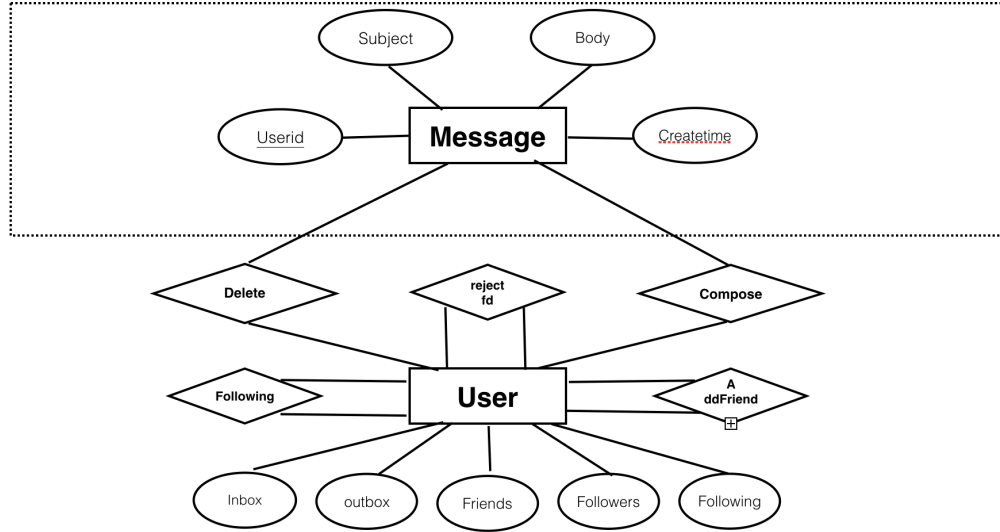 Subject
Body
Userid
Message
Createtime
Delete
reject
fd
Compose
Following
User
A
ddFriend
Inbox
outbox
Friends
Followers
Following